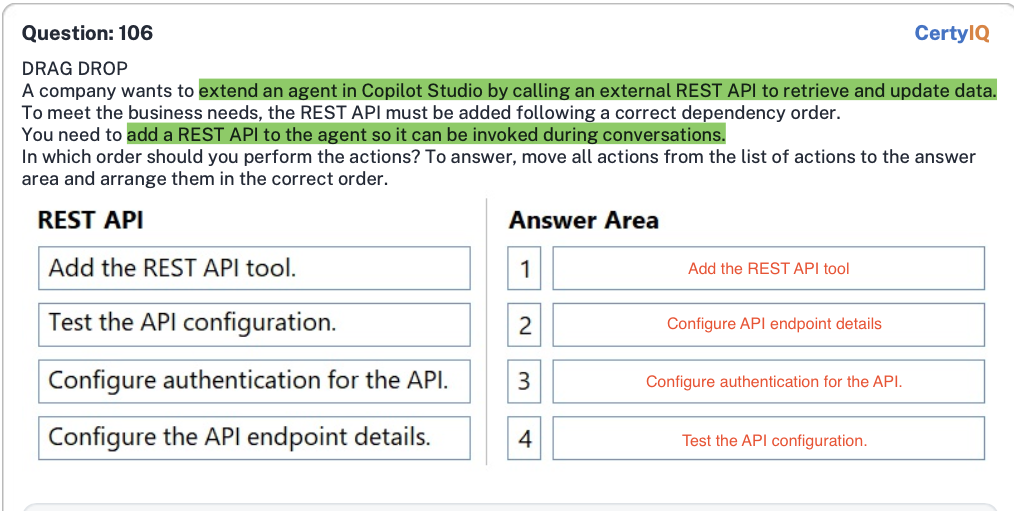 Question: 106
CertyIQ
DRAG DROP
A company wants to extend an agent in Copilot Studio by calling an external REST API to retrieve and update data.
To meet the business needs, the REST API must be added following a correct dependency order.
You need to add a REST API to the agent so it can be invoked during conversations.
In which order should you perform the actions? To answer, move all actions from the list of actions to the answer
area and arrange them in the correct order.
REST API
Add the REST API tool.
Test the API configuration.
Configure authentication for the API.
Configure the API endpoint details.
Answer Area
1 Add the REST API tool
2 Configure API endpoint details
3 Configure authentication for the API.
4 Test the API configuration.